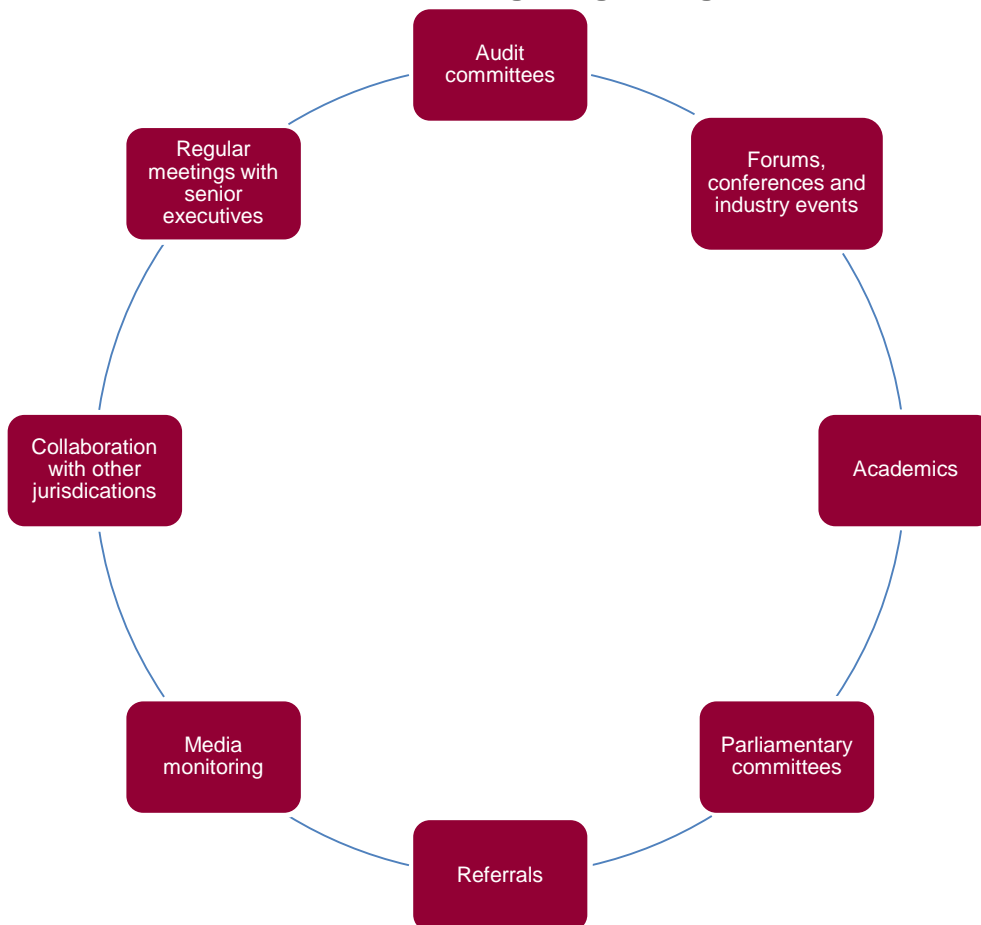 Audit
committees
Forums,
conferences and
industry events
Academics
Parliamentary
committees
Referrals
Media
monitoring
Collaboration
with other
jurisdications
Regular
meetings with
senior
executives